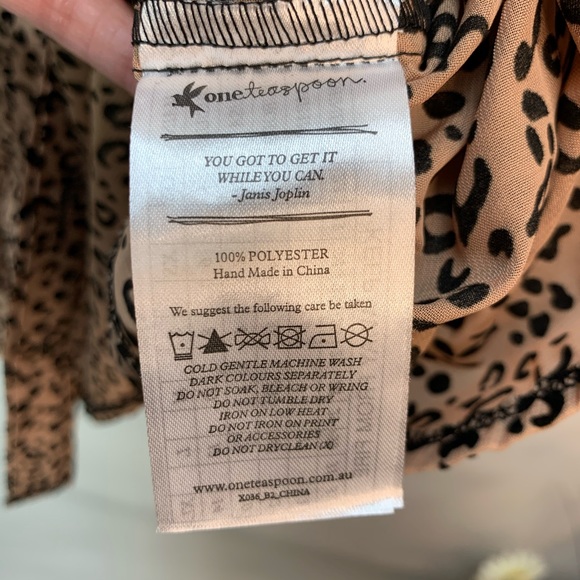 oneteaspoon.
YOU GOT TO GET IT
WHILE YOU CAN.
- Janis Joplin
100% POLYESTER
Hand Made in China
We suggest the following care be taken
COLD GENTLE MACHINE WASH
DARK COLOURS SEPARATELY
DO NOT SOAK, BLEACH OR WRING
DO NOT TUMBLE DRY
IRON ON LOW HEAT
DO NOT IRON ON PRINT
OR ACCESSORIES
DO NOT DRYCLEAN (X)
www.oneteaspoon.com.au
X036_B2_CHINA